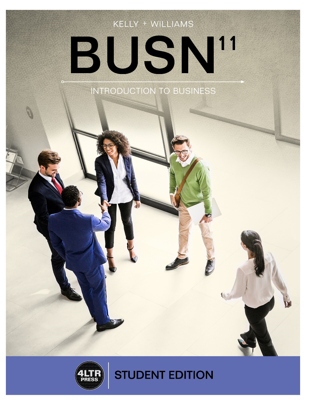 KELLY + WILLIAMS
BUSN11
INTRODUCTION TO BUSINESS
4LTR
PRESS
STUDENT EDITION